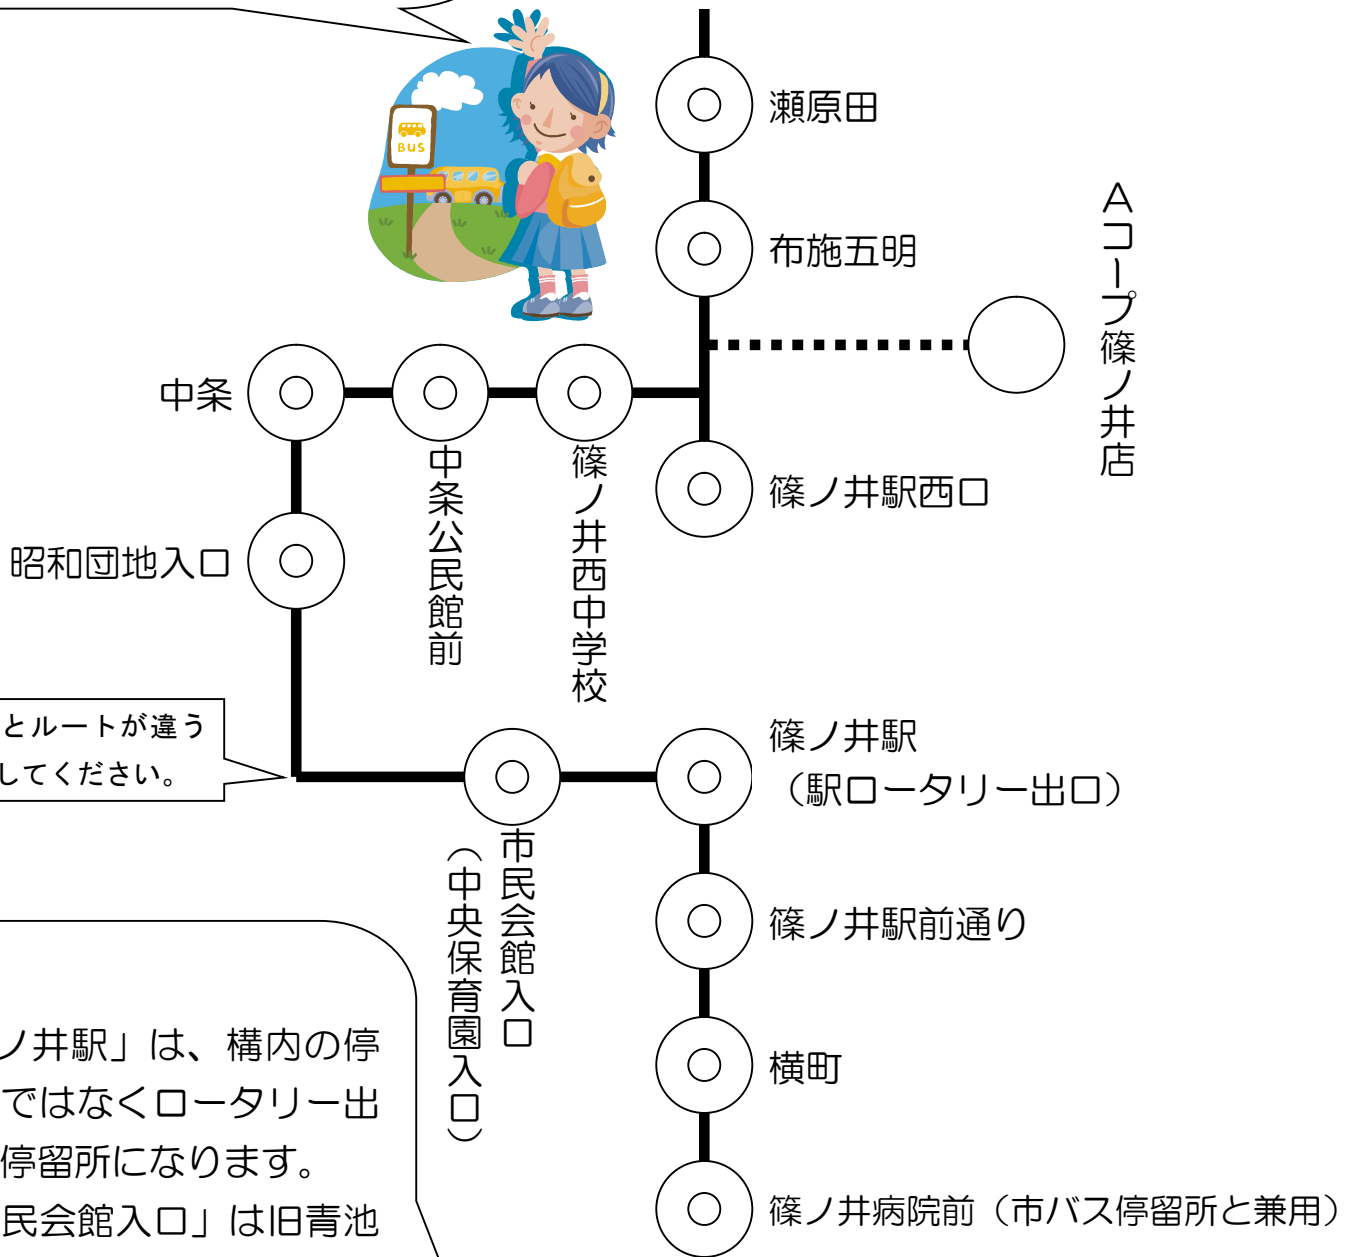 BUS
瀬原田
布施五明
Aコープ篠ノ井店
中条
中条公民館前
篠ノ井西中学校
篠ノ井駅西口
昭和団地入口
とルートが違う
してください。
篠ノ井駅
（駅ロータリー出口）
市民会館入口
（中央保育園入口）
篠ノ井駅前通り
横町
篠ノ井病院前（市バス停留所と兼用）
ノ井駅」は、構内の停
ではなくロータリー出
停留所になります。
民会館入口」は旧青池